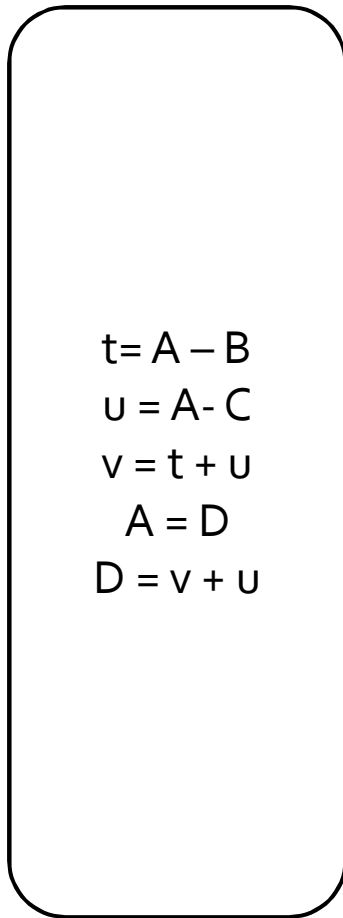 t= A – B
u = A- C
v = t + u
A = D
D = v + u